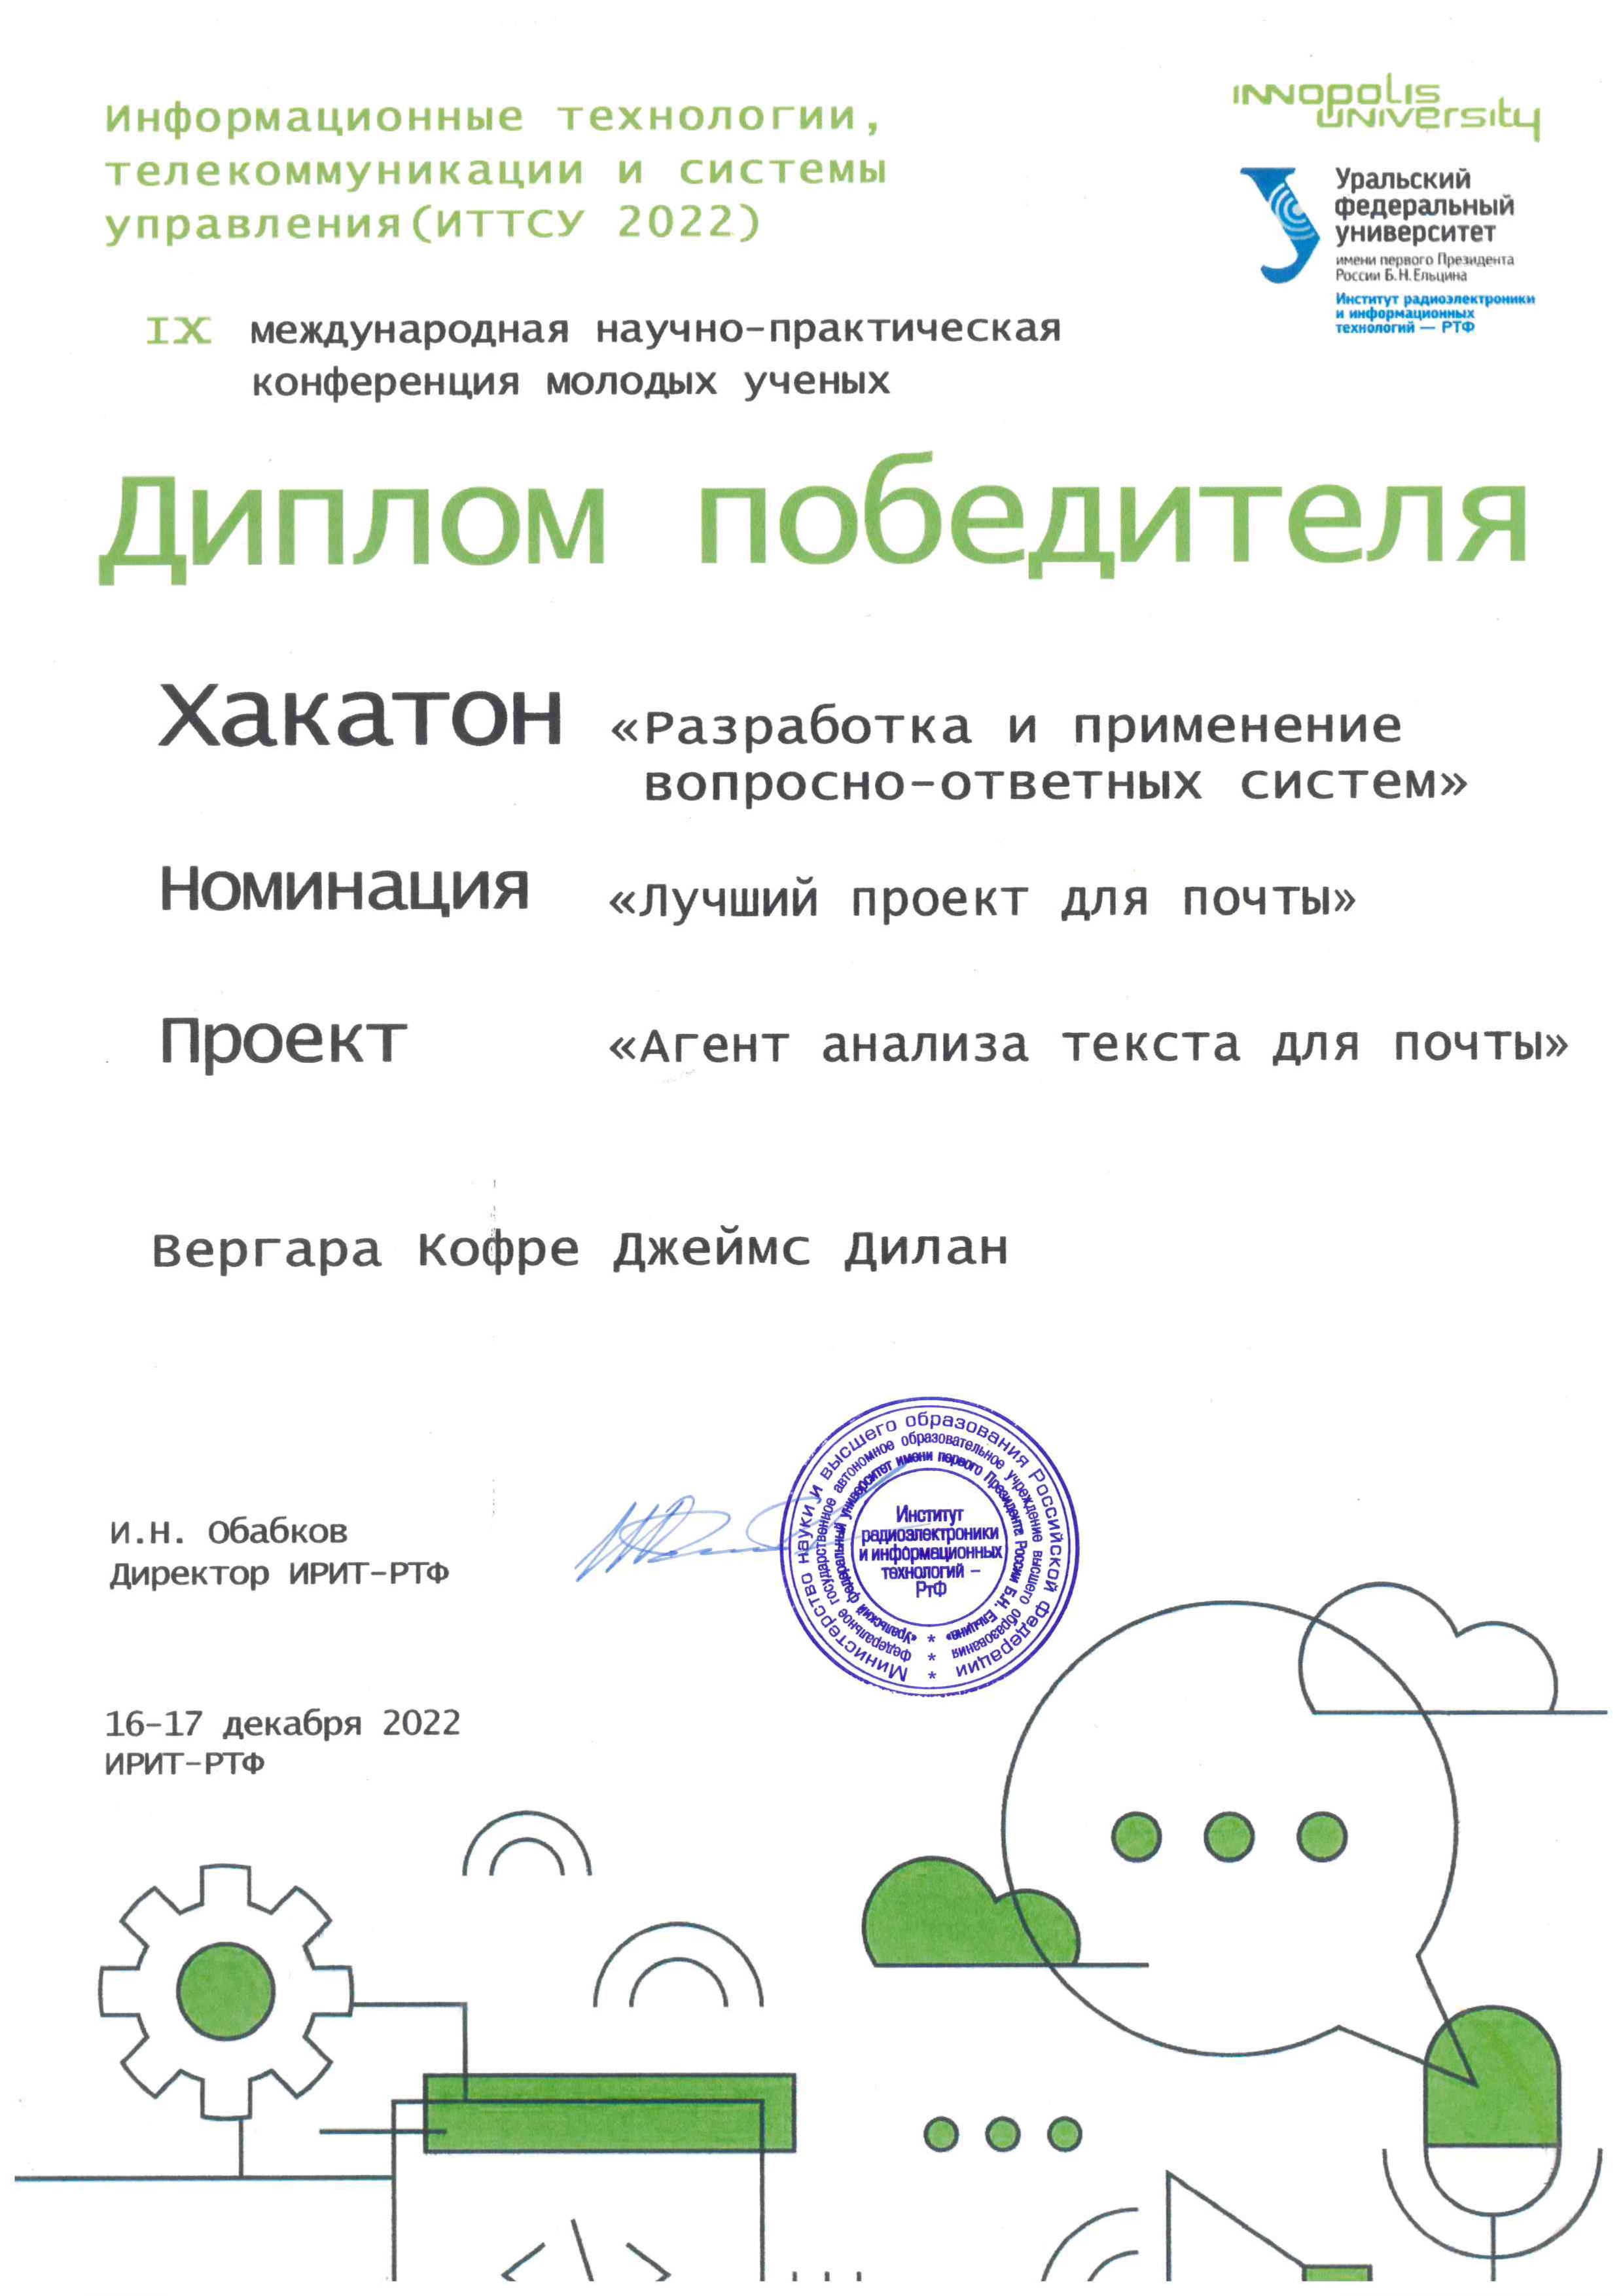 Информационные технологии,
телекоммуникации и системы
управления(ИТТСУ 2022)
INNOPOLIS
UNIVERSITY
Уральский
федеральный
университет
имени первого Президента
России Б.Н.Ельцина
Институт радиоэлектроники
и информационных
технологий — РТФ
IX международная научно-практическая
конференция молодых ученых
Диплом победителя
Хакатон «Разработка и применение
вопросно-ответных систем»
Номинация «Лучший проект для почты»
Проект «Агент анализа текста для почты»
Вергара Кофре Джеймс Дилан
И.Н. Обабков
Директор ИРИТ-РТФ
Министерство науки и высшего образования Российской Федерации
федеральное государственное автономное образовательное учреждение высшего образования
«Уральский федеральный университет имени первого Президента России Б.Н. Ельцина»
Институт
радиоэлектроники
и информационных
технологий –
РтФ
16-17 декабря 2022
ИРИТ-РТФ